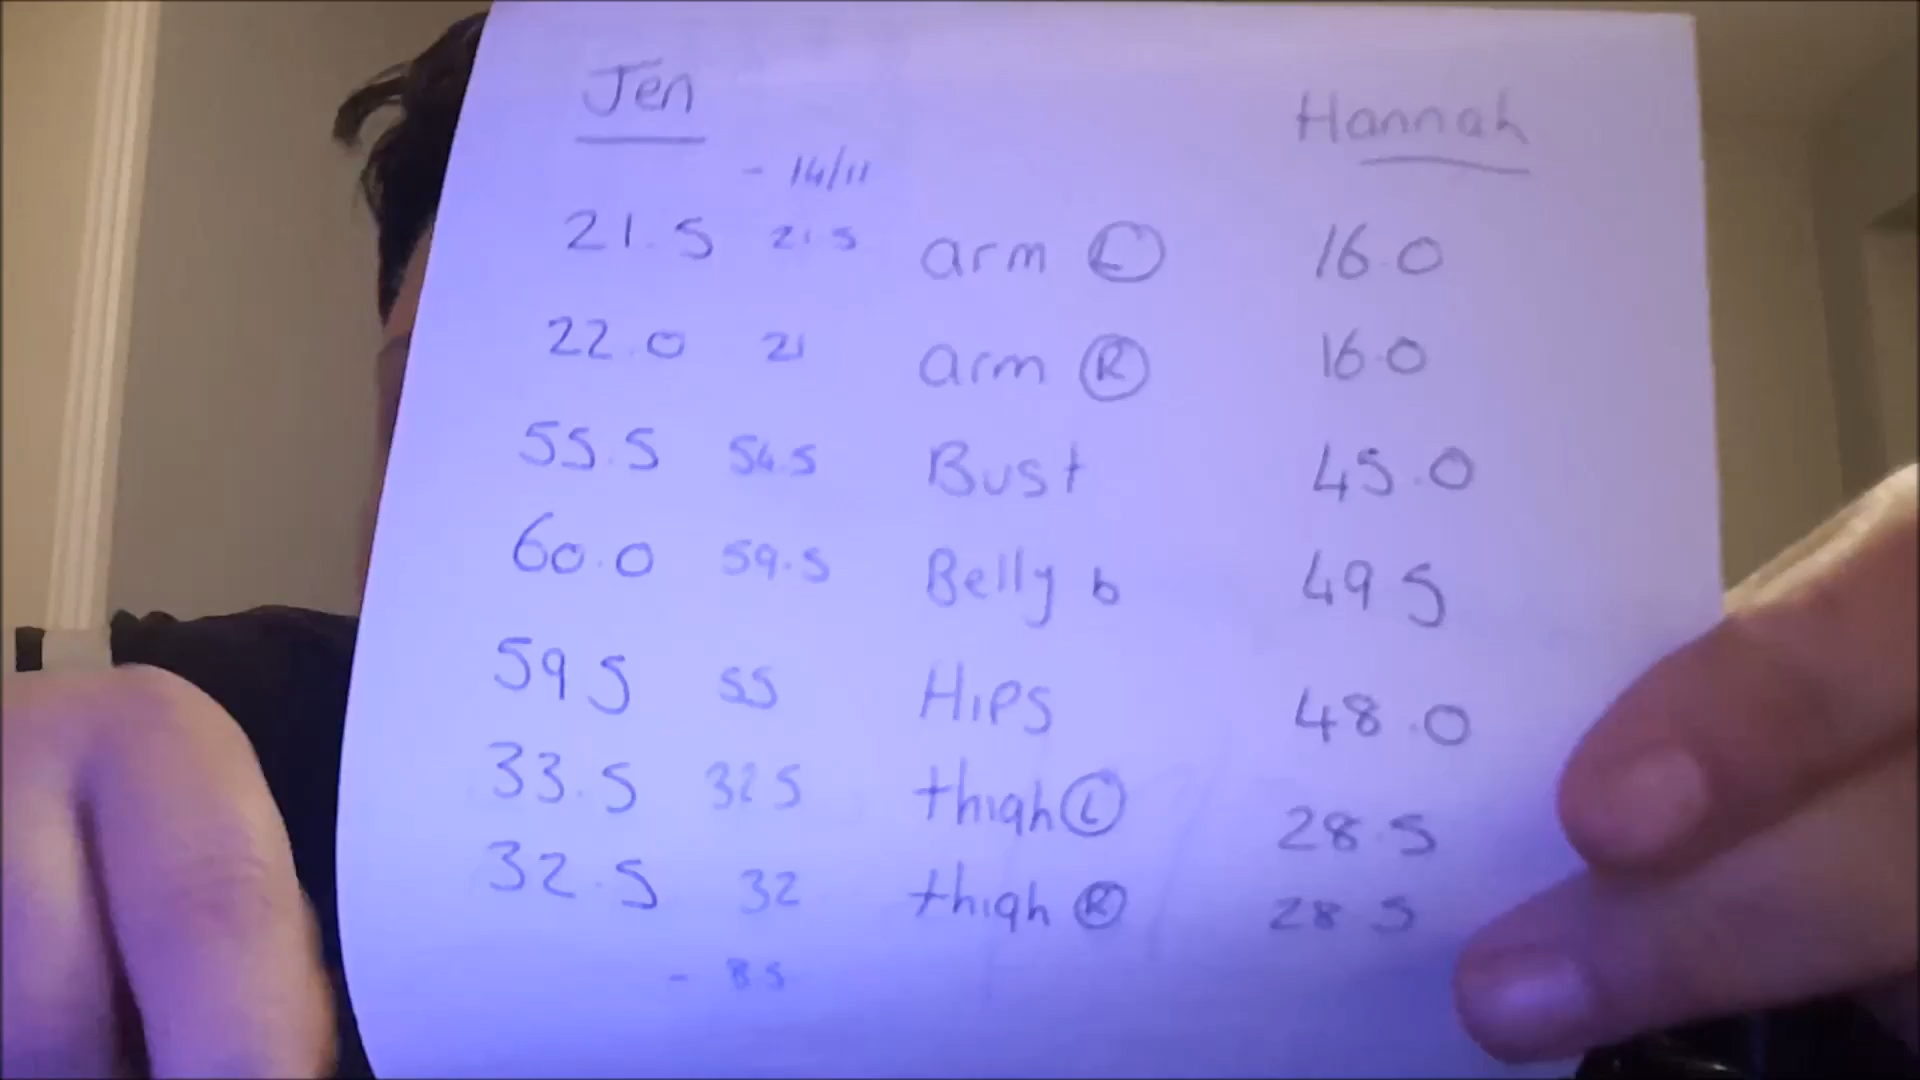 Jen Hannah
- 14/11
21.5 21.5 arm L 16.0
22.0 21 arm R 16.0
55.5 54.5 Bust 45.0
60.0 59.5 Belly b 49 5
59 5 55 Hips 48.0
33.5 32 5 thigh L 28.5
32.5 32 thigh R 28 5
- 8 5